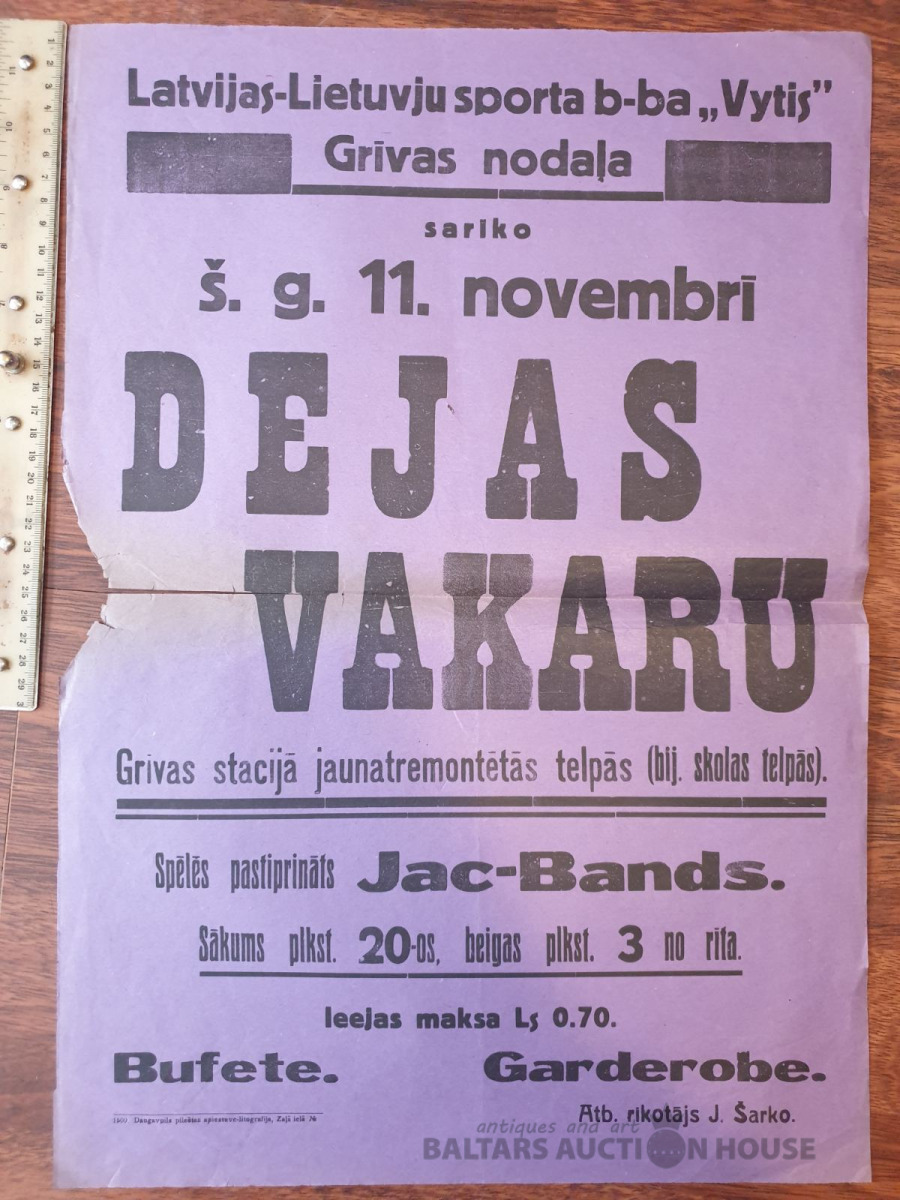 Latvijas-Lietuvju sporta b-ba „Vytis”
Grīvas nodaļa
sariko
š. g. 11. novembrī
DEJAS
VAKARU
Grīvas stacijā jaunatremontētās telpās (bij. skolas telpās).
Spēlēs pastiprināts Jac-Bands.
Sākums plkst. 20-os, beigas plkst. 3 no rīta.
Ieejas maksa Ls 0.70.
Bufete. Garderobe.
Atb. rīkotājs J. Šarko.
Daugavpils pilsētas
antiques and art
BALTARS AUCTION HOUSE